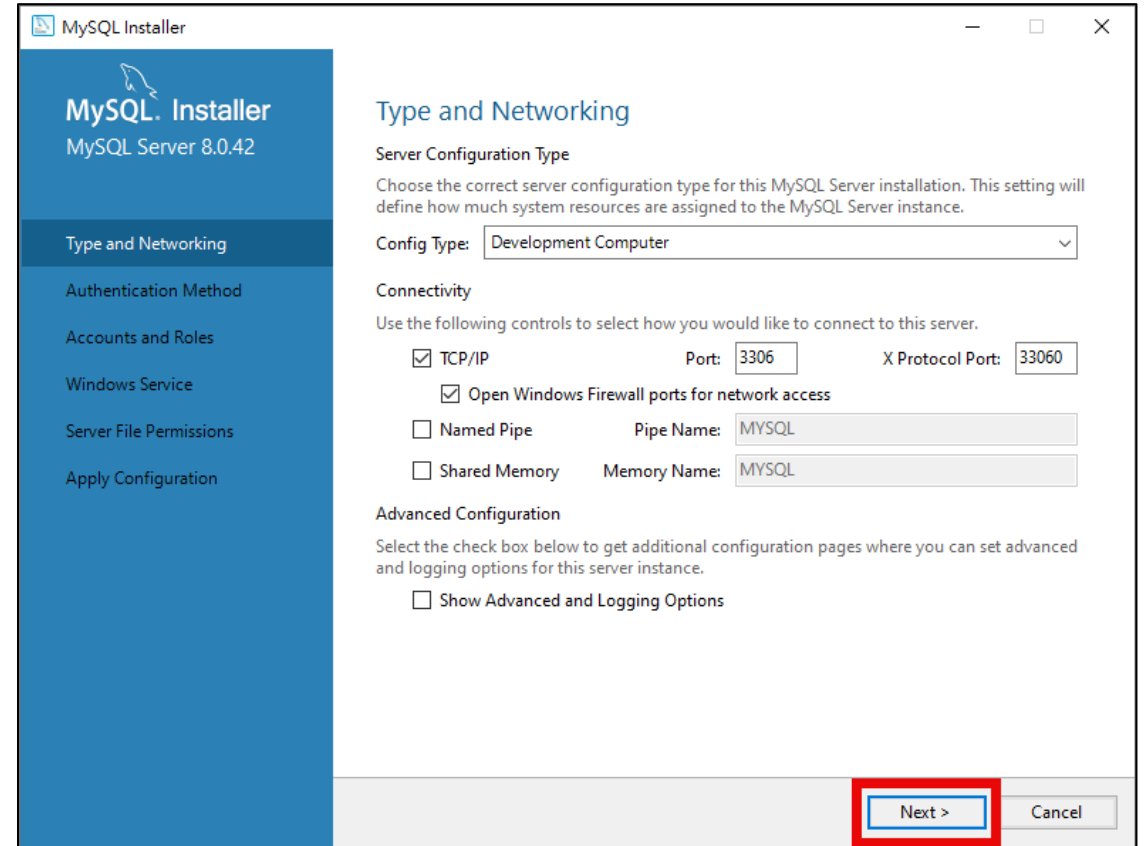 MySQL Installer
MySQL. Installer
MySQL Server 8.0.42
Type and Networking
Authentication Method
Accounts and Roles
Windows Service
Server File Permissions
Apply Configuration
Type and Networking
Server Configuration Type
Choose the correct server configuration type for this MySQL Server installation. This setting will
define how much system resources are assigned to the MySQL Server instance.
Config Type: Development Computer
Connectivity
Use the following controls to select how you would like to connect to this server.
TCP/IP Port: 3306 X Protocol Port: 33060
Open Windows Firewall ports for network access
Named Pipe Pipe Name: MYSQL
Shared Memory Memory Name: MYSQL
Advanced Configuration
Select the check box below to get additional configuration pages where you can set advanced
and logging options for this server instance.
Show Advanced and Logging Options
Next > Cancel